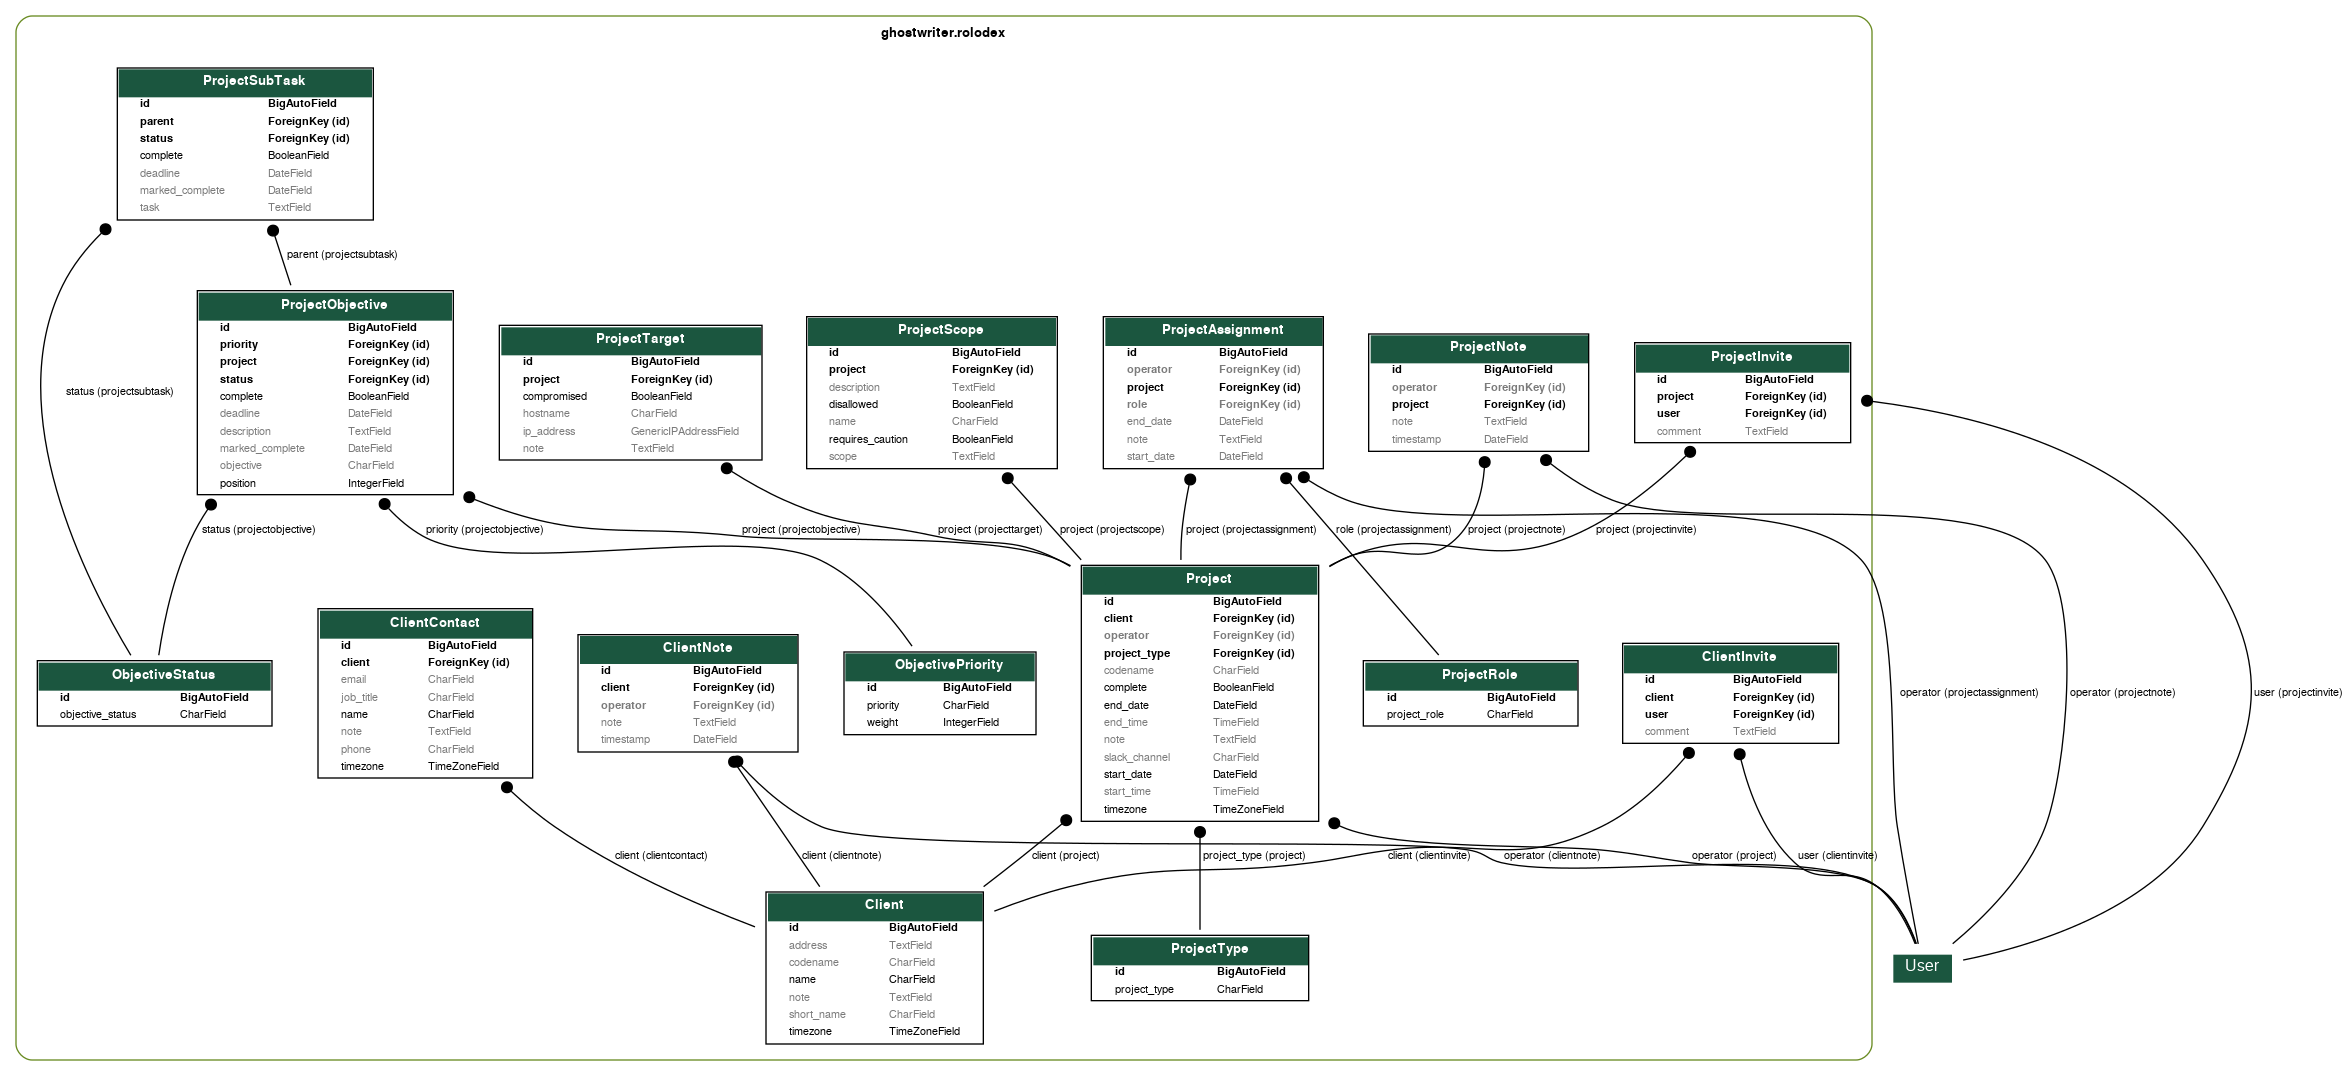 ghostwriter.rolodex
ProjectSubTask
id BigAutoField
parent ForeignKey (id)
status ForeignKey (id)
complete BooleanField
deadline DateField
marked_complete DateField
task TextField
parent (projectsubtask)
status (projectsubtask)
ProjectObjective
id BigAutoField
priority ForeignKey (id)
project ForeignKey (id)
status ForeignKey (id)
complete BooleanField
deadline DateField
description TextField
marked_complete DateField
objective CharField
position IntegerField
ProjectTarget
id BigAutoField
project ForeignKey (id)
compromised BooleanField
hostname CharField
ip_address GenericIPAddressField
note TextField
ProjectScope
id BigAutoField
project ForeignKey (id)
description TextField
disallowed BooleanField
name CharField
requires_caution BooleanField
scope TextField
ProjectAssignment
id BigAutoField
operator ForeignKey (id)
project ForeignKey (id)
role ForeignKey (id)
end_date DateField
note TextField
start_date DateField
ProjectNote
id BigAutoField
operator ForeignKey (id)
project ForeignKey (id)
note TextField
timestamp DateField
ProjectInvite
id BigAutoField
project ForeignKey (id)
user ForeignKey (id)
comment TextField
status (projectobjective)
priority (projectobjective)
project (projectobjective)
project (projecttarget)
project (projectscope)
project (projectassignment)
role (projectassignment)
project (projectnote)
project (projectinvite)
ObjectiveStatus
id BigAutoField
objective_status CharField
ClientContact
id BigAutoField
client ForeignKey (id)
email CharField
job_title CharField
name CharField
note TextField
phone CharField
timezone TimeZoneField
ClientNote
id BigAutoField
client ForeignKey (id)
operator ForeignKey (id)
note TextField
timestamp DateField
ObjectivePriority
id BigAutoField
priority CharField
weight IntegerField
Project
id BigAutoField
client ForeignKey (id)
operator ForeignKey (id)
project_type ForeignKey (id)
codename CharField
complete BooleanField
end_date DateField
end_time TimeField
note TextField
slack_channel CharField
start_date DateField
start_time TimeField
timezone TimeZoneField
ProjectRole
id BigAutoField
project_role CharField
ClientInvite
id BigAutoField
client ForeignKey (id)
user ForeignKey (id)
comment TextField
operator (projectassignment)
operator (projectnote)
user (projectinvite)
client (clientcontact)
client (clientnote)
client (project)
project_type (project)
client (clientinvite)
operator (clientnote)
operator (project)
user (clientinvite)
Client
id BigAutoField
address TextField
codename CharField
name CharField
note TextField
short_name CharField
timezone TimeZoneField
ProjectType
id BigAutoField
project_type CharField
User